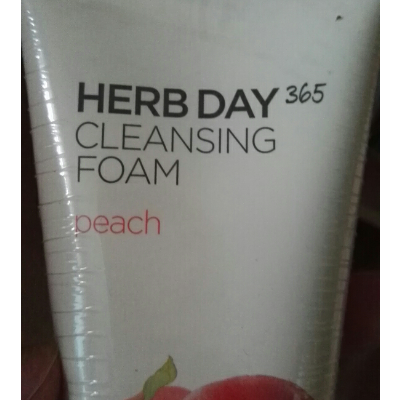 HERB DAY 365
CLEANSING
FOAM
peach